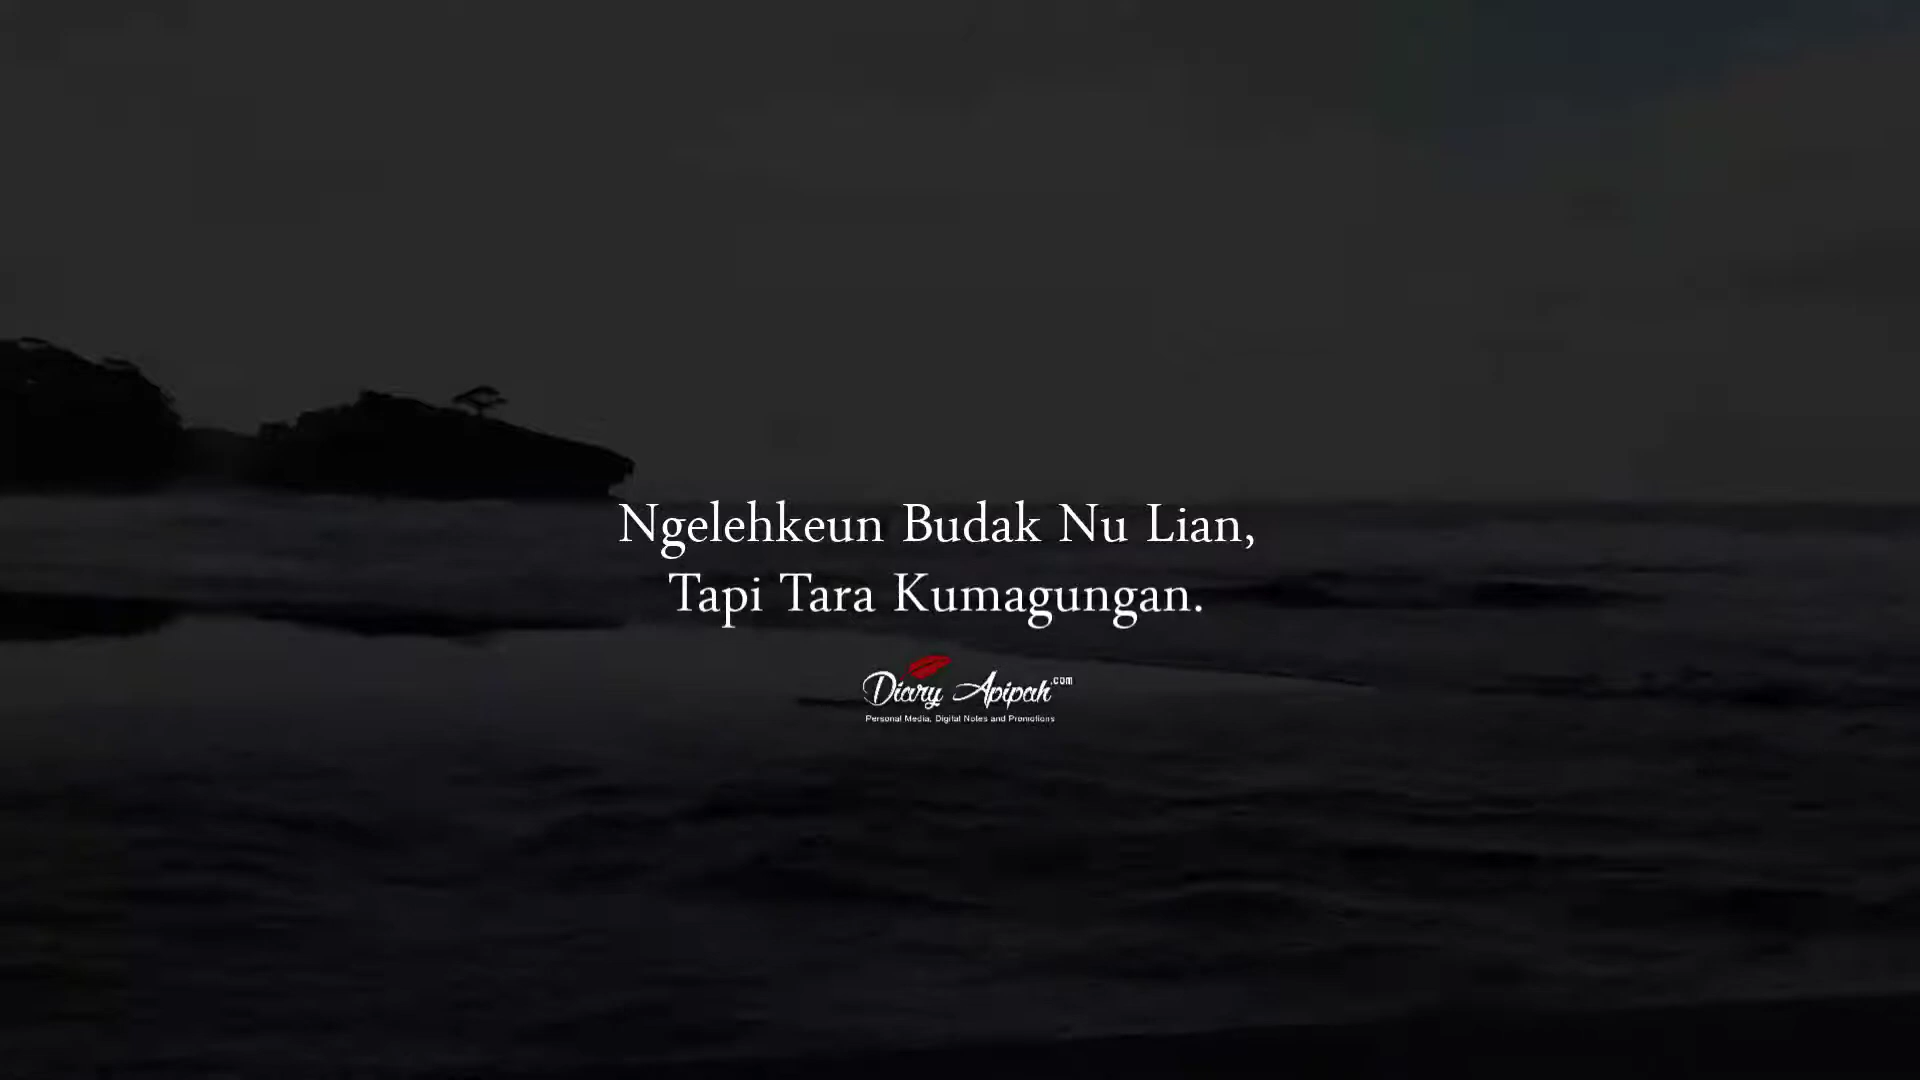 Ngelehkeun Budak Nu Lian,
Tapi Tara Kumagungan.
Diary Apipah.com
Personal Media, Digital Notes and Promotions